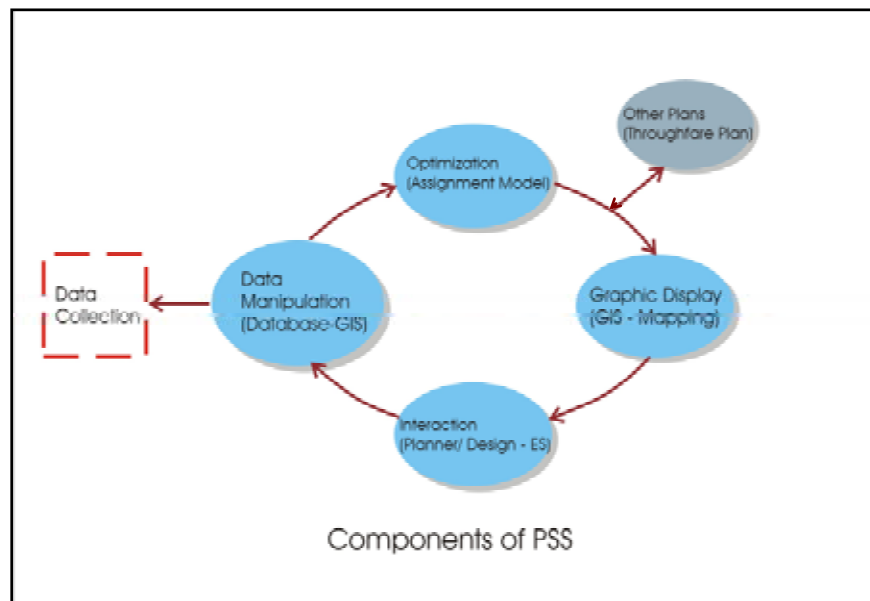 Other Plans
(Throughfare Plan)
Optimization
(Assignment Model)
Data
Collection
Data
Manipulation
(Database-GIS)
Graphic Display
(GIS - Mapping)
Interaction
(Planner/ Design - ES)
Components of PSS